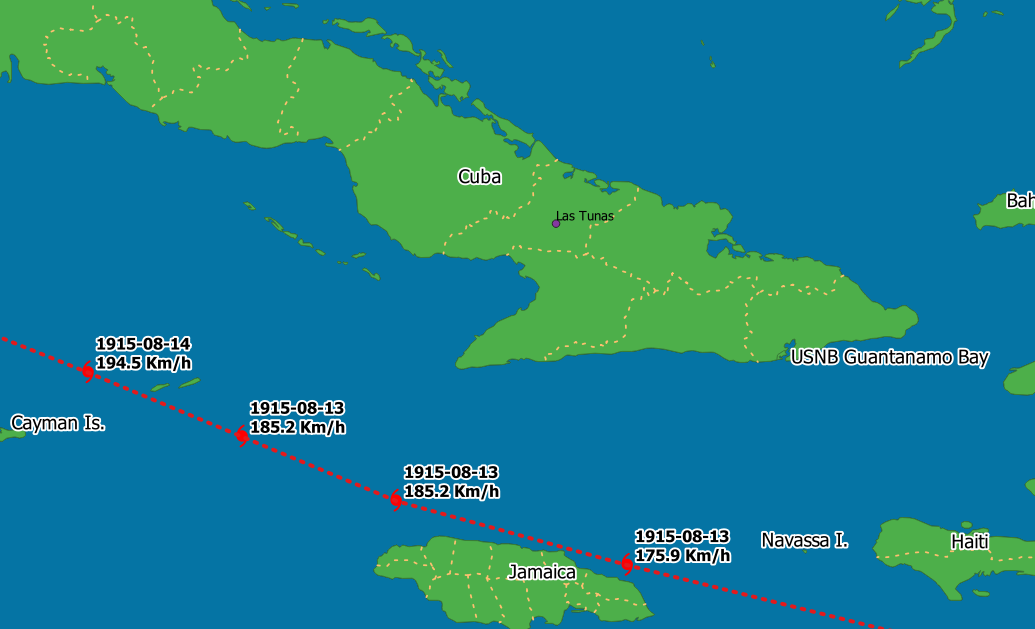 Cuba
Las Tunas
Bah
1915-08-14
194.5 Km/h
USNB Guantanamo Bay
Cayman Is.
1915-08-13
185.2 Km/h
1915-08-13
185.2 Km/h
1915-08-13
175.9 Km/h
Navassa I.
Haiti
Jamaica